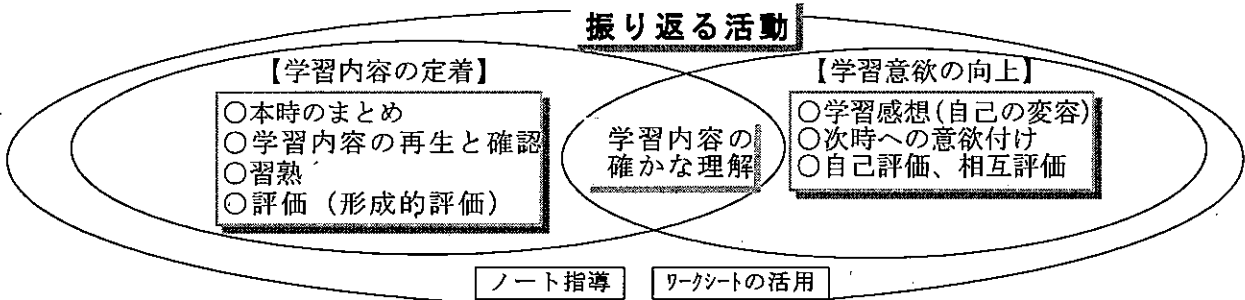 振り返る活動
【学習内容の定着】
○本時のまとめ
○学習内容の再生と確認
○習熟
○評価（形成的評価）
学習内容の
確かな理解
【学習意欲の向上】
○学習感想(自己の変容)
○次時への意欲付け
○自己評価、相互評価
ノート指導
ﾜｰｸｼｰﾄの活用